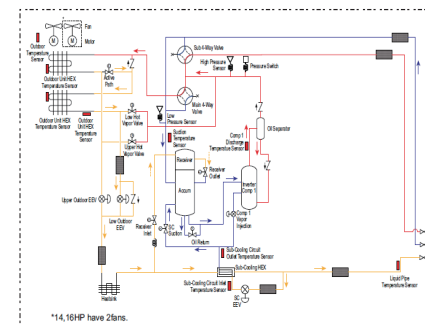 Fan
Motor
M
M
Outdoor
Temperature
Sensor
Outdoor Unit HEX
Temperature Sensor
Active
Path
Outdoor Unit HEX
Temperature Sensor
Outdoor
Unit HEX
Temperature
Sensor
Low Hot
Vapor Valve
Upper Hot
Vapor Valve
Sub 4-Way Valve
High Pressure
Sensor
Pressure Switch
Main 4-Way
Valve
Low
Pressure Sensor
Suction
Temperature
Sensor
Comp 1
Discharge
Temperature Sensor
Oil Separator
Receiver
Receiver
Outlet
Accum
Inverter
Comp 1
Upper Outdoor EEV
Low Outdoor
EEV
Receiver
Inlet
SC
Suction
Oil Return
Comp 1
Vapor
Injection
Sub-Cooling Circuit
Outlet Temperature Sensor
Sub-Cooling HEX
Heatsink
Sub-Cooling Circuit Inlet
Temperature Sensor
SC
EEV
Liquid Pipe
Temperature Sensor
*14,16HP have 2fans.